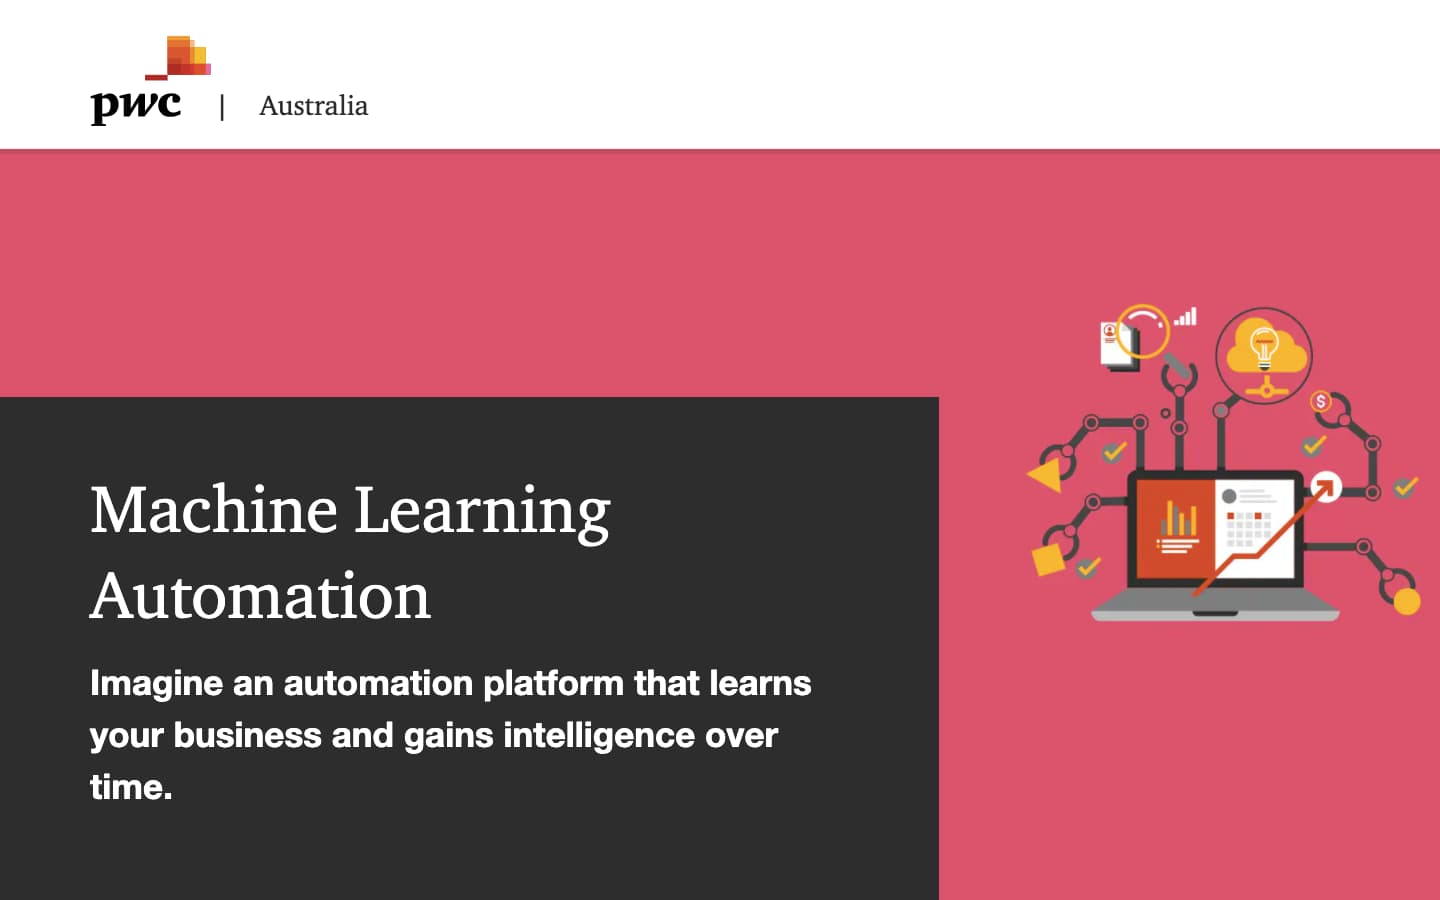 pwc | Australia
Machine Learning
Automation
Imagine an automation platform that learns
your business and gains intelligence over
time.
$